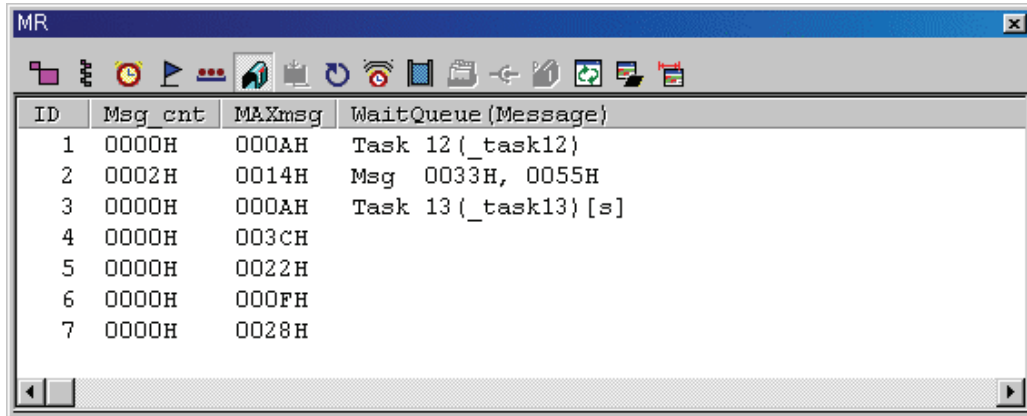 MR
ID Msg_cnt MAXmsg WaitQueue(Message)
1 0000H 000AH Task 12(_task12)
2 0002H 0014H Msg 0033H, 0055H
3 0000H 000AH Task 13(_task13)[s]
4 0000H 003CH
5 0000H 0022H
6 0000H 000FH
7 0000H 0028H